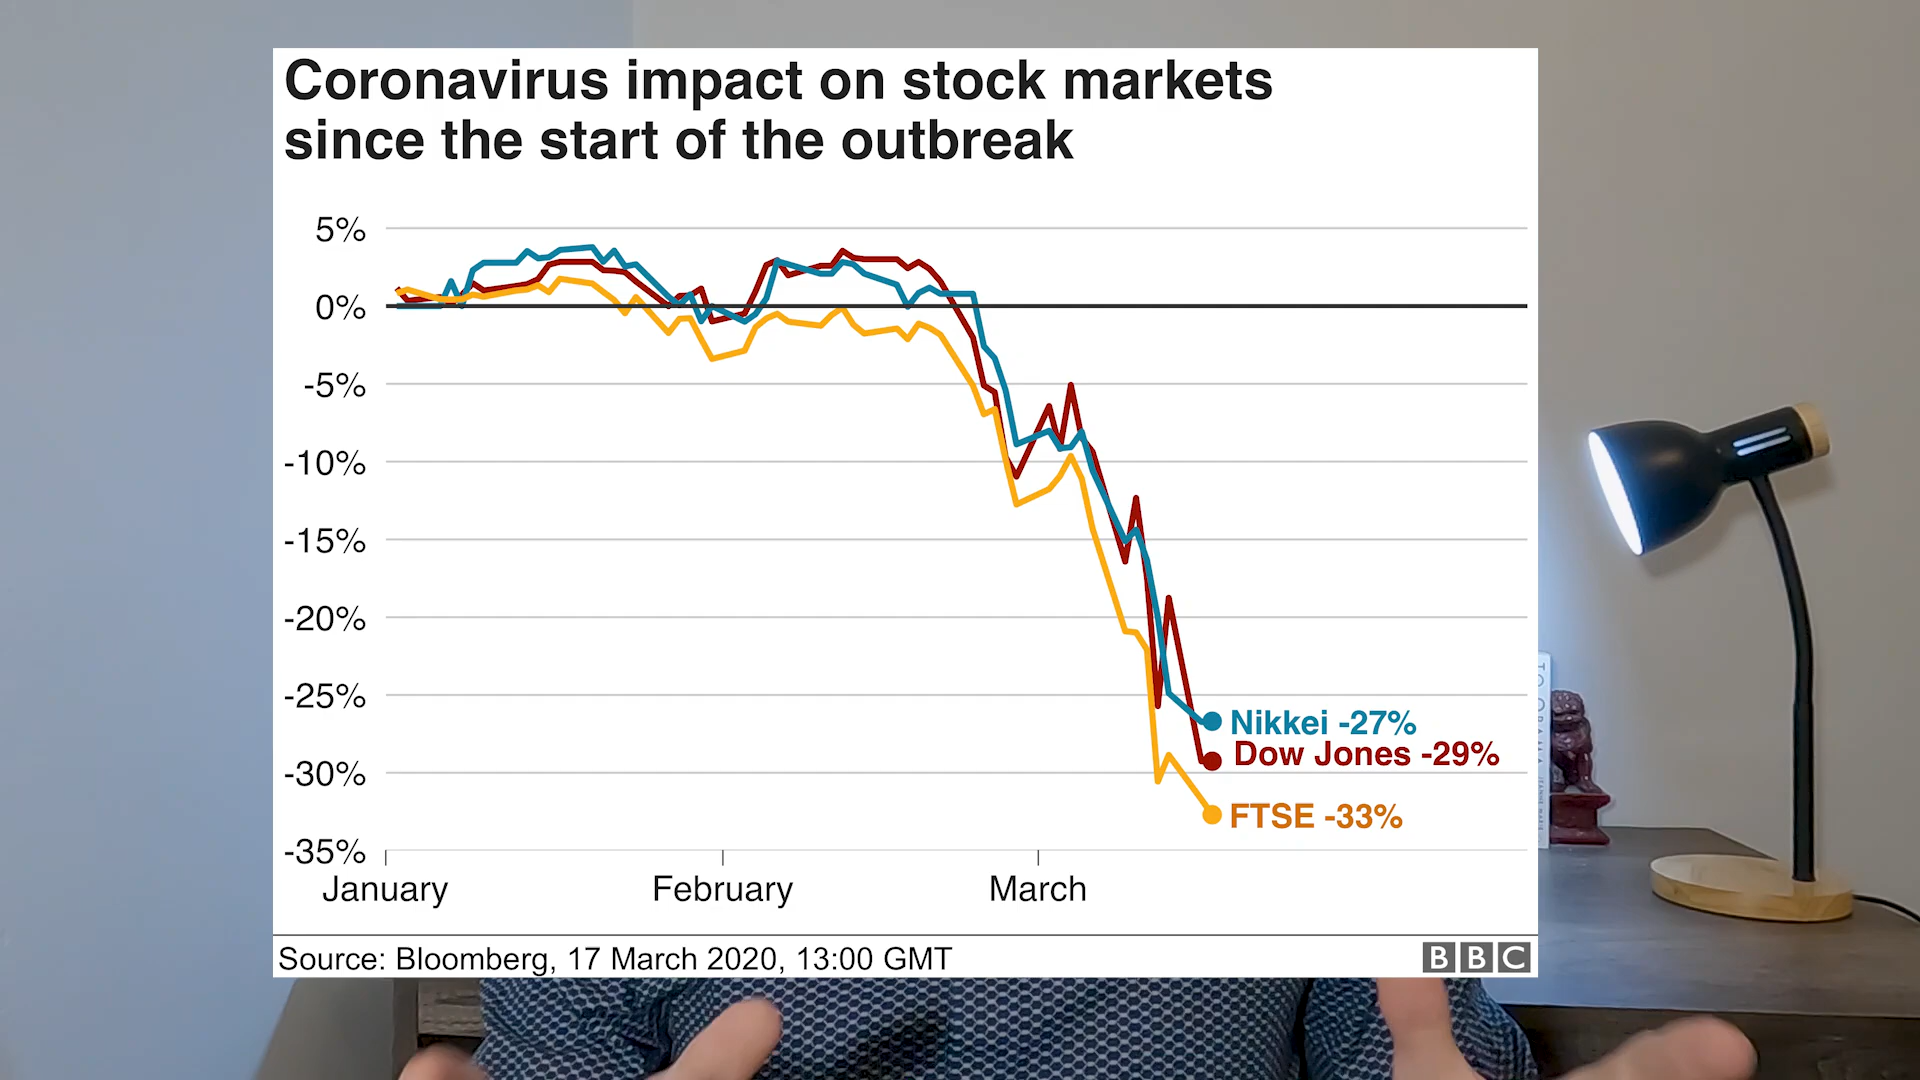 Coronavirus impact on stock markets
since the start of the outbreak
5%
0%
-5%
-10%
-15%
-20%
-25%
-30%
-35%
Nikkei -27%
Dow Jones -29%
FTSE -33%
January February March
Source: Bloomberg, 17 March 2020, 13:00 GMT
BBC